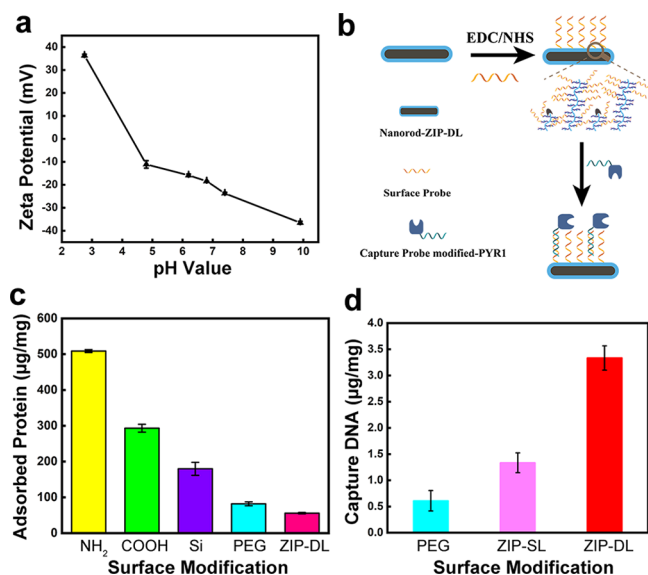 a
40
30
20
10
0
-10
-20
-30
-40
2
3
4
5
6
7
8
9
10
Zeta Potential (mV)
pH Value
b
EDC/NHS
Nanorod-ZIP-DL
Surface Probe
Capture Probe modified-PYR1
c
600
500
400
300
200
100
0
Adsorbed Protein (μg/mg)
NH2 COOH Si PEG ZIP-DL
Surface Modification
d
4.0
3.5
3.0
2.5
2.0
1.5
1.0
0.5
0.0
Capture DNA (μg/mg)
PEG ZIP-SL ZIP-DL
Surface Modification